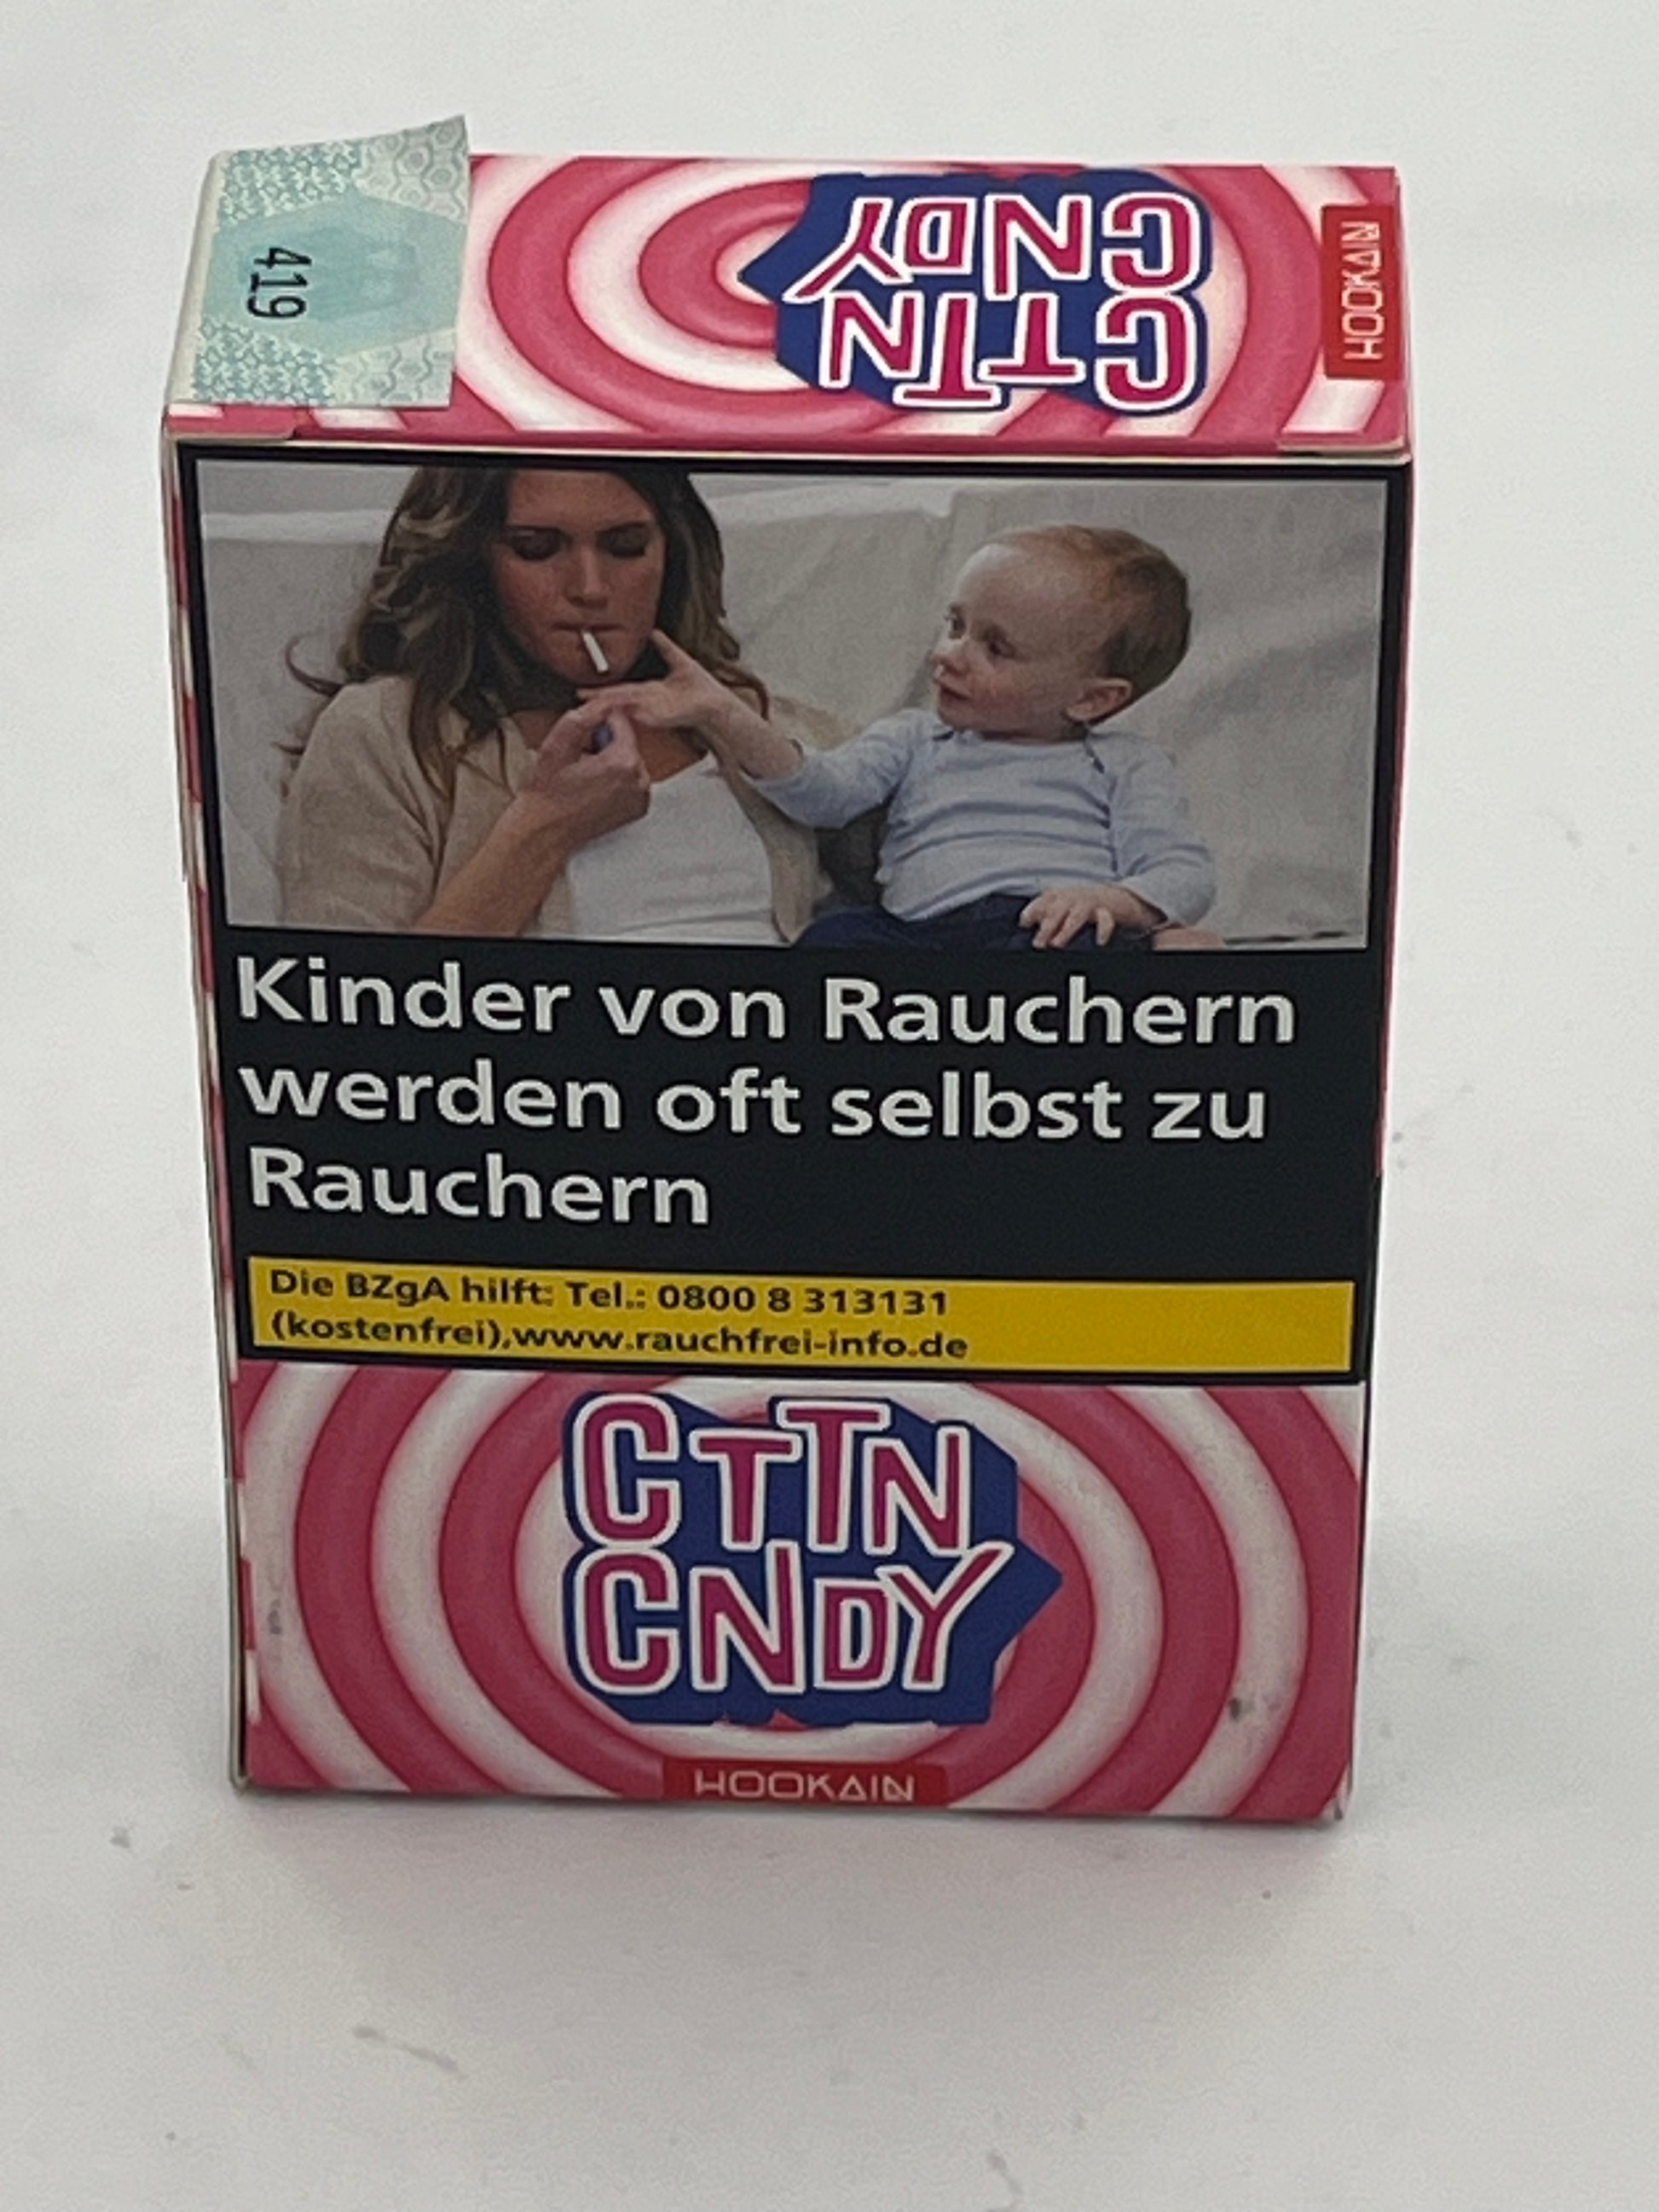 419
CTTN
CNDY
HOOKAIN
Kinder von Rauchern
werden oft selbst zu
Rauchern
Die BZgA hilft: Tel.: 0800 8 313131
(kostenfrei),www.rauchfrei-info.de
CTTN
CNDY
HOOKAIN